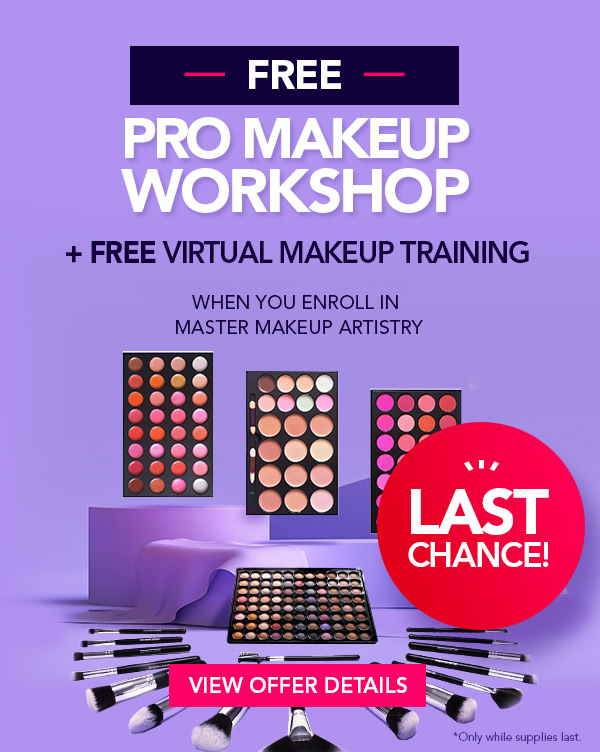 FREE
PRO MAKEUP
WORKSHOP
+ FREE VIRTUAL MAKEUP TRAINING
WHEN YOU ENROLL IN
MASTER MAKEUP ARTISTRY
LAST
CHANCE!
VIEW OFFER DETAILS
*Only while supplies last.